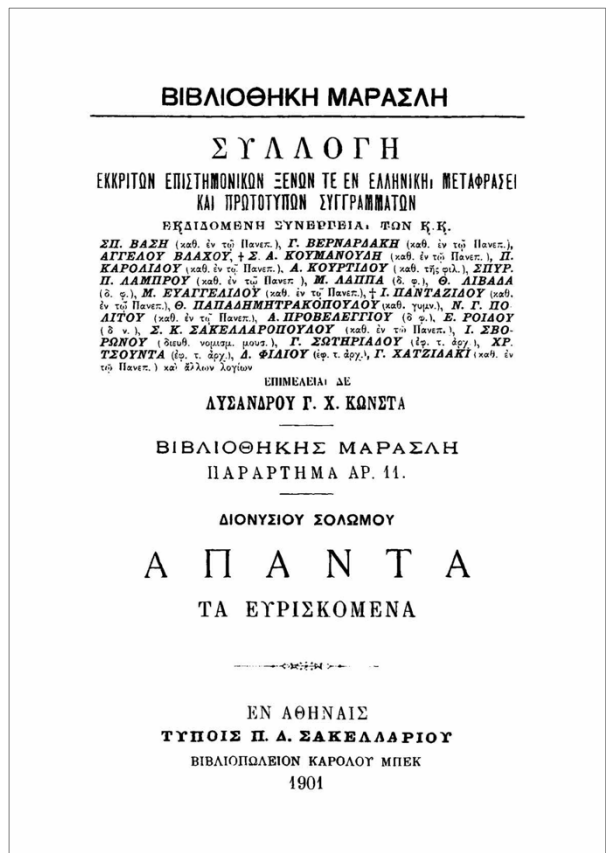 ΒΙΒΛΙΟΘΗΚΗ ΜΑΡΑΣΛΗ
ΣΥΛΛΟΓΗ
ΕΚΚΡΙΤΩΝ ΕΠΙΣΤΗΜΟΝΙΚΩΝ ΞΕΝΩΝ ΤΕ ΕΝ ΕΛΛΗΝΙΚΗι ΜΕΤΑΦΡΑΣΕΙ
ΚΑΙ ΠΡΩΤΟΤΥΠΩΝ ΣΥΓΓΡΑΜΜΑΤΩΝ
ΕΚΔΙΔΟΜΕΝΗ ΣΥΝΕΡΓΕΙΑι ΤΩΝ Κ.Κ.
ΣΠ. ΒΑΣΗ (καθ. ἐν τῷ Πανεπ.), Γ. ΒΕΡΝΑΡΔΑΚΗ (καθ. ἐν τῷ Πανεπ.),
ΑΓΓΕΛΟΥ ΒΛΑΧΟΥ, † Σ. Α. ΚΟΥΜΑΝΟΥΔΗ (καθ. ἐν τῷ Πανεπ.), Π.
ΚΑΡΟΛΙΔΟΥ (καθ. ἐν τῷ Πανεπ.), Α. ΚΟΥΡΤΙΔΟΥ (καθ. τῆς φιλ.), ΣΠΥΡ.
Π. ΛΑΜΠΡΟΥ (καθ. ἐν τῷ Πανεπ ), Μ. ΛΑΠΠΑ (δ. φ.), Θ. ΛΙΒΑΔΑ
(δ. φ.), Μ. ΕΥΑΓΓΕΛΙΔΟΥ (καθ. ἐν τῷ Πανεπ.), † Ι. ΠΑΝΤΑΖΙΔΟΥ (καθ.
ἐν τῷ Πανεπ.), Θ. ΠΑΠΑΔΗΜΗΤΡΑΚΟΠΟΥΛΟΥ (καθ. γυμν.), Ν. Γ. ΠΟ-
ΛΙΤΟΥ (καθ. ἐν τῷ Πανεπ.), Α. ΠΡΟΒΕΛΕΓΓΙΟΥ (δ φ.), Ε. ΡΟΙΔΟΥ
(δ ν.), Σ. Κ. ΣΑΚΕΛΛΑΡΟΠΟΥΛΟΥ (καθ. ἐν τῷ Πανεπ.), Ι. ΣΒΟ-
ΡΩΝΟΥ (διευθ. νομισμ. μουσ.), Γ. ΣΩΤΗΡΙΑΔΟΥ (ἐφ. τ. ἀρχ.), ΧΡ.
ΤΣΟΥΝΤΑ (ἐφ. τ. ἀρχ.), Δ. ΦΙΛΙΟΥ (ἐφ. τ. ἀρχ.), Γ. ΧΑΤΖΙΔΑΚΙ (καθ. ἐν
τῷ Πανεπ.) καὶ ἄλλων λογίων
ΕΠΙΜΕΛΕΙΑι ΔΕ
ΛΥΣΑΝΔΡΟΥ Γ. Χ. ΚΩΝΣΤΑ
ΒΙΒΛΙΟΘΗΚΗΣ ΜΑΡΑΣΛΗ
ΠΑΡΑΡΤΗΜΑ ΑΡ. 11.
ΔΙΟΝΥΣΙΟΥ ΣΟΛΩΜΟΥ
ΑΠΑΝΤΑ
ΤΑ ΕΥΡΙΣΚΟΜΕΝΑ
ΕΝ ΑΘΗΝΑΙΣ
ΤΥΠΟΙΣ Π. Δ. ΣΑΚΕΛΛΑΡΙΟΥ
ΒΙΒΛΙΟΠΩΛΕΙΟΝ ΚΑΡΟΛΟΥ ΜΠΕΚ
1901